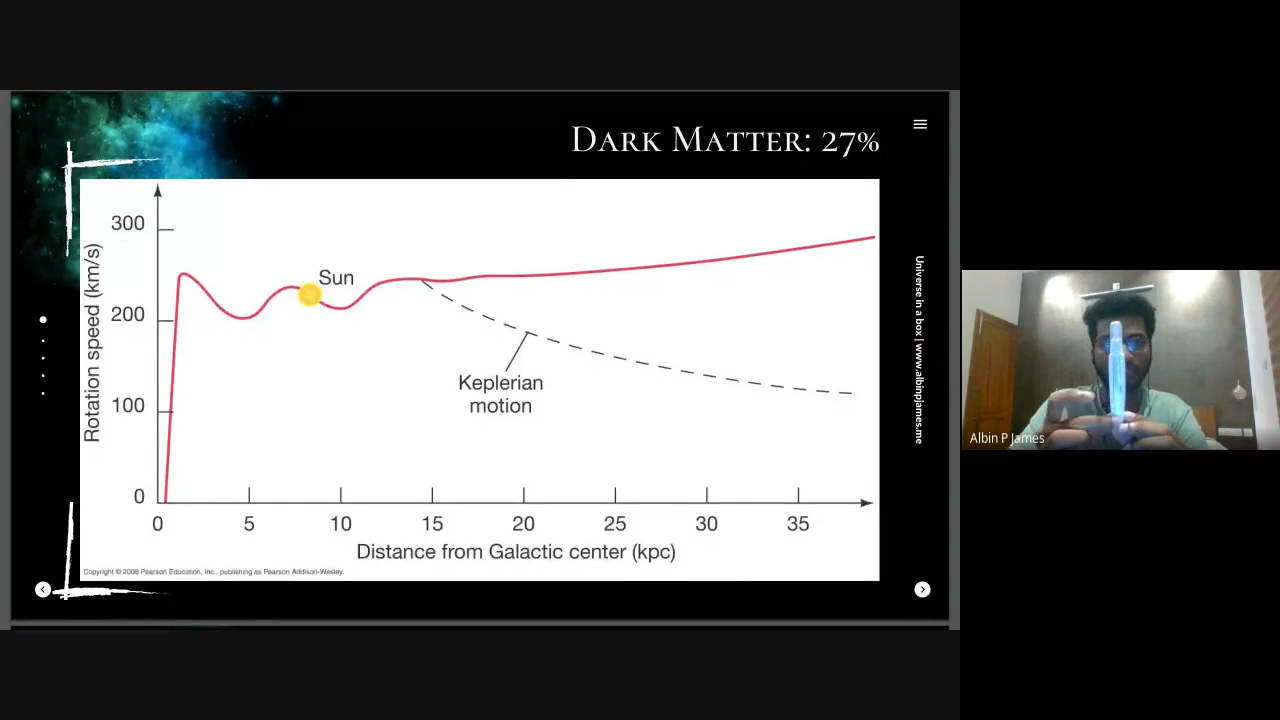 DARK MATTER: 27%
300
200
100
0
Rotation speed (km/s)
Sun
Keplerian
motion
0 5 10 15 20 25 30 35
Distance from Galactic center (kpc)
Copyright © 2008 Pearson Education, Inc., publishing as Pearson Addison-Wesley.
Universe in a box | www.albinpjames.me
Albin P James